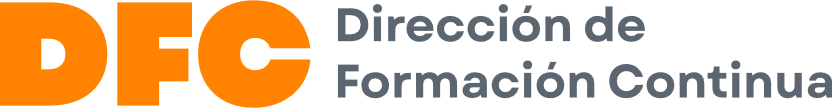 DFC
Dirección de
Formación Continua